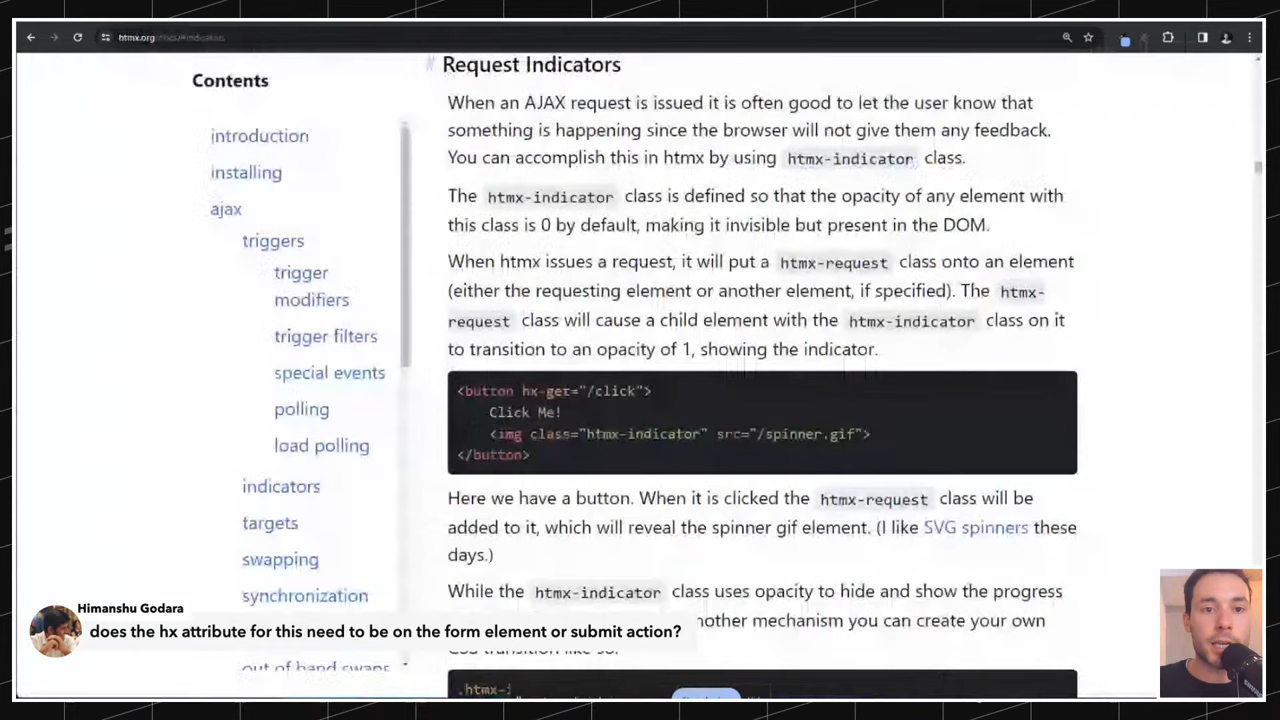 htmx.org/docs/#indicators
Contents
introduction
installing
ajax
triggers
trigger
modifiers
trigger filters
special events
polling
load polling
indicators
targets
swapping
synchronization
out of band swaps
# Request Indicators
When an AJAX request is issued it is often good to let the user know that
something is happening since the browser will not give them any feedback.
You can accomplish this in htmx by using htmx-indicator class.
The htmx-indicator class is defined so that the opacity of any element with
this class is 0 by default, making it invisible but present in the DOM.
When htmx issues a request, it will put a htmx-request class onto an element
(either the requesting element or another element, if specified). The htmx-
request class will cause a child element with the htmx-indicator class on it
to transition to an opacity of 1, showing the indicator.
<button hx-get="/click">
Click Me!
<img class="htmx-indicator" src="/spinner.gif">
</button>
Here we have a button. When it is clicked the htmx-request class will be
added to it, which will reveal the spinner gif element. (I like SVG spinners these
days.)
While the htmx-indicator class uses opacity to hide and show the progress
nother mechanism you can create your own
CSS transition like so:
.htmx-i
Himanshu Godara
does the hx attribute for this need to be on the form element or submit action?